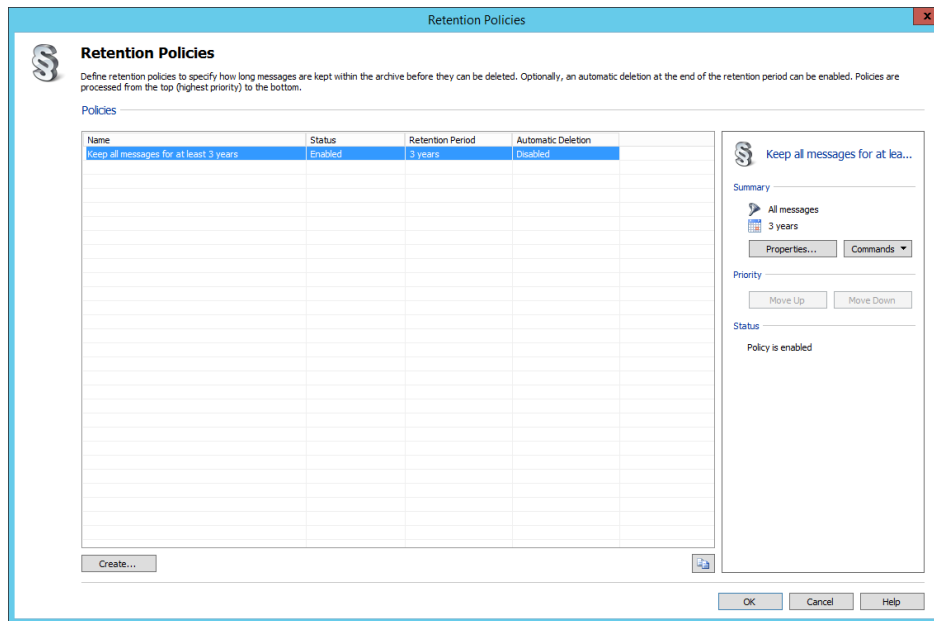 Retention Policies
x
Retention Policies
Define retention policies to specify how long messages are kept within the archive before they can be deleted. Optionally, an automatic deletion at the end of the retention period can be enabled. Policies are
processed from the top (highest priority) to the bottom.
Policies
Name Status Retention Period Automatic Deletion
Keep all messages for at least 3 years Enabled 3 years Disabled
Keep all messages for at lea...
Summary
All messages
3 years
Properties... Commands
Priority
Move Up Move Down
Status
Policy is enabled
Create...
OK Cancel Help